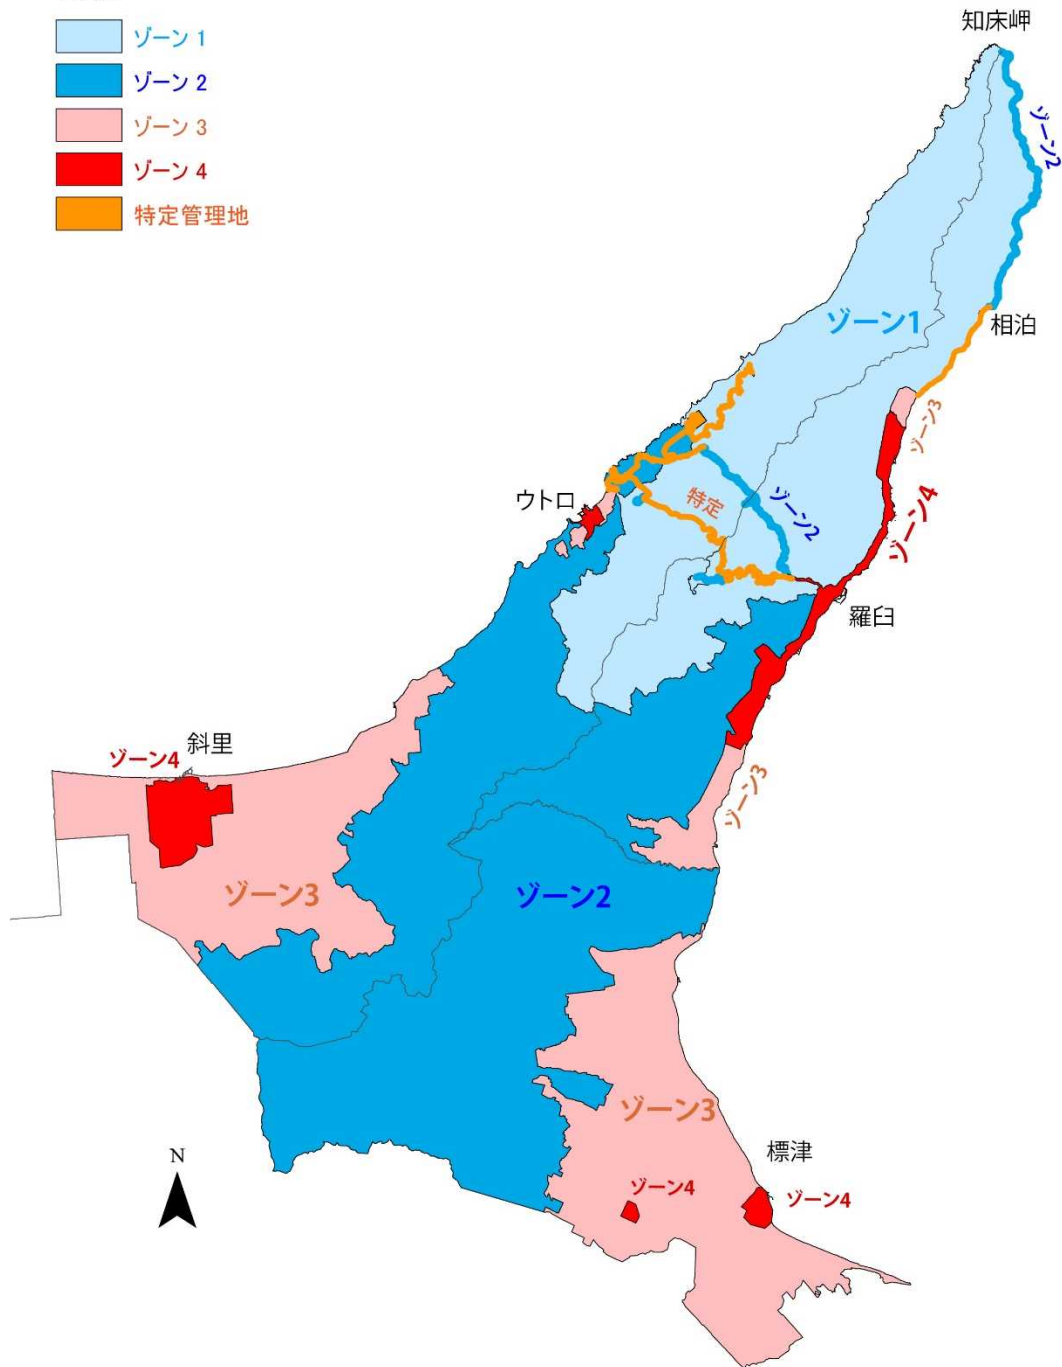 ゾーン 1
ゾーン 2
ゾーン 3
ゾーン 4
特定管理地
知床岬
ゾーン2
ゾーン1
相泊
ゾーン3
ウトロ
特定
ゾーン2
ゾーン4
羅臼
斜里
ゾーン4
ゾーン3
ゾーン3
ゾーン2
ゾーン3
標津
ゾーン4
ゾーン4
N